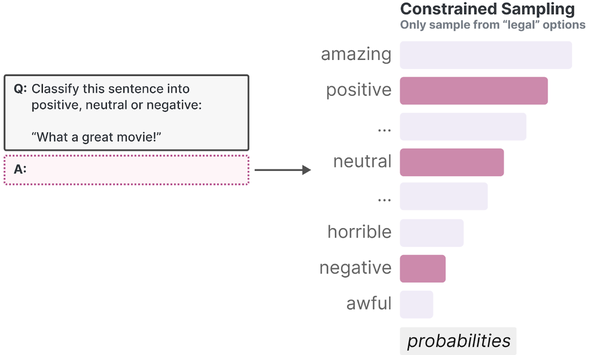 Constrained Sampling
Only sample from “legal” options
Q: Classify this sentence into
positive, neutral or negative:
“What a great movie!”
A:
amazing
positive
...
neutral
...
horrible
negative
awful
probabilities